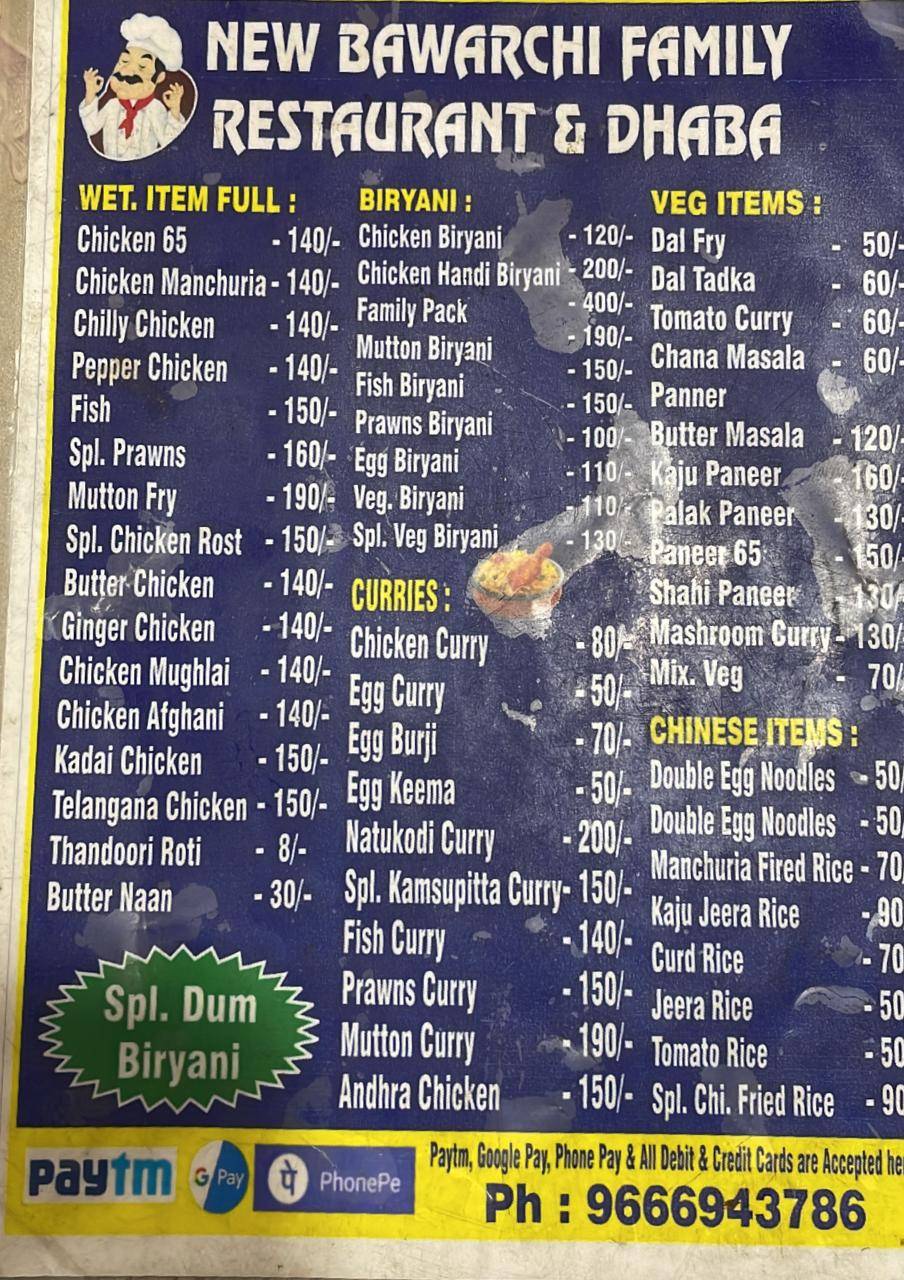 NEW BAWARCHI FAMILY
RESTAURANT & DHABA
WET. ITEM FULL :
Chicken 65 - 140/-
Chicken Manchuria - 140/-
Chilly Chicken - 140/-
Pepper Chicken - 140/-
Fish - 150/-
Spl. Prawns - 160/-
Mutton Fry - 190/-
Spl. Chicken Rost - 150/-
Butter Chicken - 140/-
Ginger Chicken - 140/-
Chicken Mughlai - 140/-
Chicken Afghani - 140/-
Kadai Chicken - 150/-
Telangana Chicken - 150/-
Thandoori Roti - 8/-
Butter Naan - 30/-
Spl. Dum
Biryani
BIRYANI :
Chicken Biryani - 120/-
Chicken Handi Biryani - 200/-
Family Pack - 400/-
Mutton Biryani - 190/-
Fish Biryani - 150/-
Prawns Biryani - 150/-
Egg Biryani - 100/-
Veg. Biryani - 110/-
- 110/-
Spl. Veg Biryani - 130/-
CURRIES :
Chicken Curry - 80/-
Egg Curry - 50/-
Egg Burji - 70/-
Egg Keema - 50/-
Natukodi Curry - 200/-
Spl. Kamsupitta Curry- 150/-
Fish Curry - 140/-
Prawns Curry - 150/-
Mutton Curry - 190/-
Andhra Chicken - 150/-
VEG ITEMS :
Dal Fry - 50/-
Dal Tadka - 60/-
Tomato Curry - 60/-
Chana Masala - 60/-
Panner
Butter Masala - 120/-
Kaju Paneer - 160/-
Palak Paneer - 130/-
Paneer 65 - 150/-
Shahi Paneer - 130/
Mashroom Curry - 130/
Mix. Veg - 70/
CHINESE ITEMS :
Double Egg Noodles - 50/
Double Egg Noodles - 50/
Manchuria Fired Rice - 70/
Kaju Jeera Rice - 90
Curd Rice - 70
Jeera Rice - 50
Tomato Rice - 50
Spl. Chi. Fried Rice - 90
paytm G Pay पे PhonePe
Paytm, Google Pay, Phone Pay & All Debit & Credit Cards are Accepted her
Ph : 9666943786